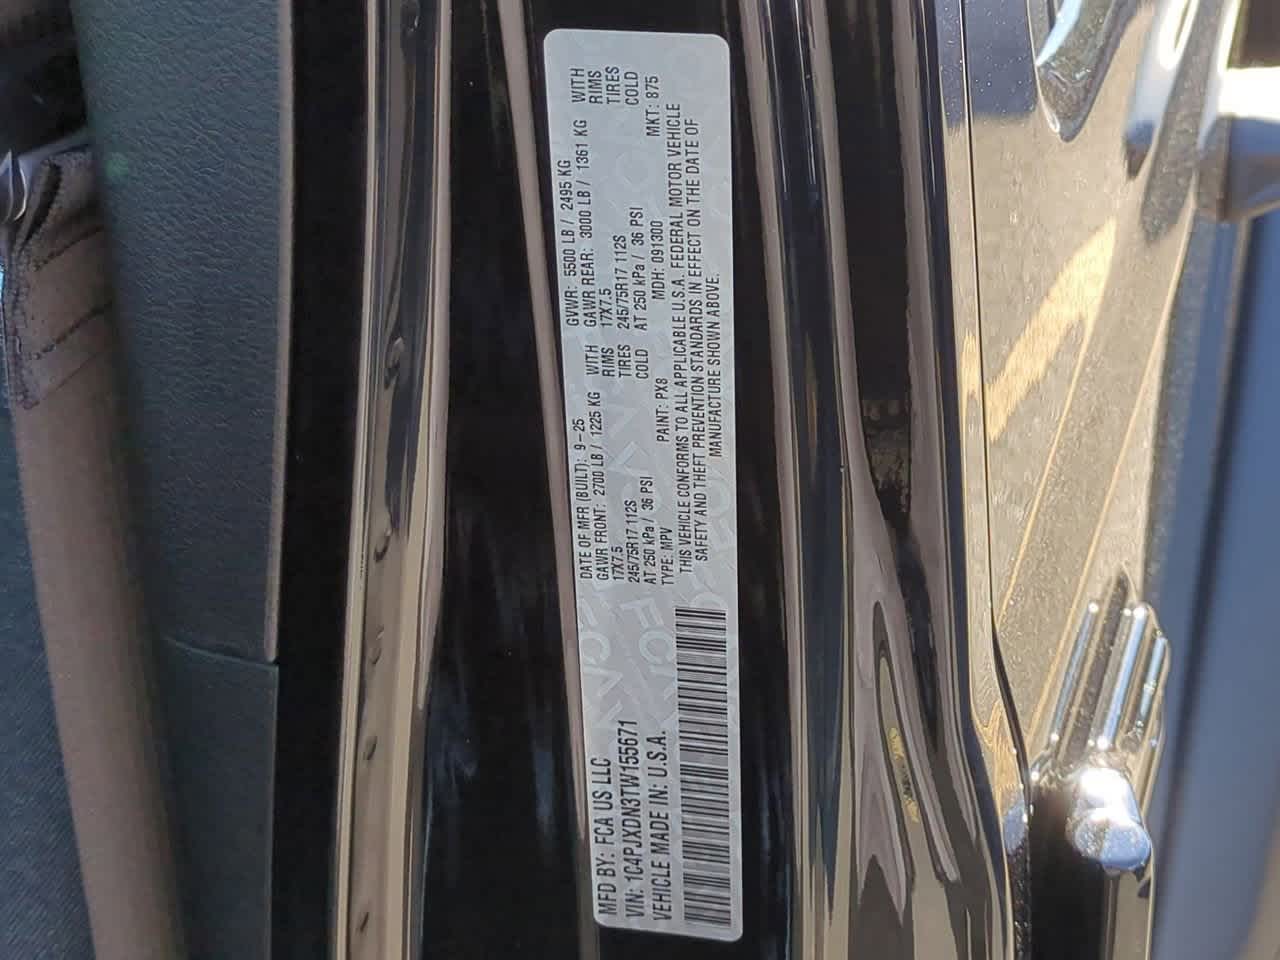 MFD BY: FCA US LLC
VIN: 1C4PJXDN3TW155671
VEHICLE MADE IN: U.S.A.
DATE OF MFR (BUILT): 9-25 GVWR: 5500 LB / 2495 KG
GAWR FRONT: 2700 LB / 1225 KG WITH GAWR REAR: 3000 LB / 1361 KG WITH
17X7.5 RIMS 17X7.5 RIMS
245/75R17 112S TIRES 245/75R17 112S TIRES
AT 250 kPa / 36 PSI COLD AT 250 kPa / 36 PSI COLD
TYPE: MPV PAINT: PX8 MDH: 091300 MKT: 875
THIS VEHICLE CONFORMS TO ALL APPLICABLE U.S.A. FEDERAL MOTOR VEHICLE
SAFETY AND THEFT PREVENTION STANDARDS IN EFFECT ON THE DATE OF
MANUFACTURE SHOWN ABOVE.